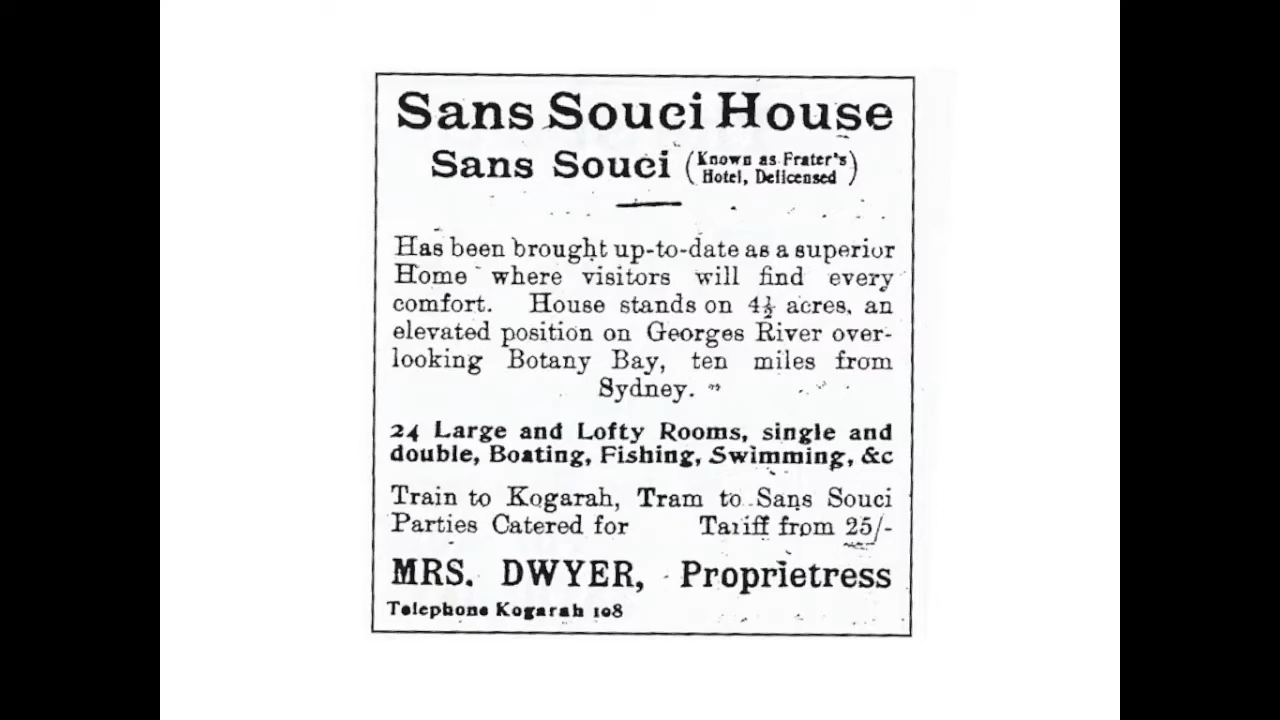 Sans Souci House
Sans Souci (Known as Frater's
Hotel, Delicensed)
Has been brought up-to-date as a superior
Home where visitors will find every
comfort. House stands on 4½ acres, an
elevated position on Georges River over-
looking Botany Bay, ten miles from
Sydney.
24 Large and Lofty Rooms, single and
double, Boating, Fishing, Swimming, &c
Train to Kogarah, Tram to Sans Souci
Parties Catered for Tariff from 25/-
MRS. DWYER, Proprietress
Telephone Kogarah 108